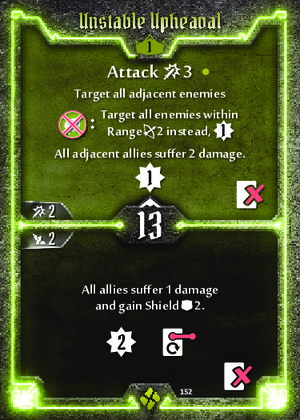 Unstable Upheaval
1
Attack 3
Target all adjacent enemies
: Target all enemies within
Range 2 instead, 1
All adjacent allies suffer 2 damage.
1
2
13
2
All allies suffer 1 damage
and gain Shield 2.
2
152